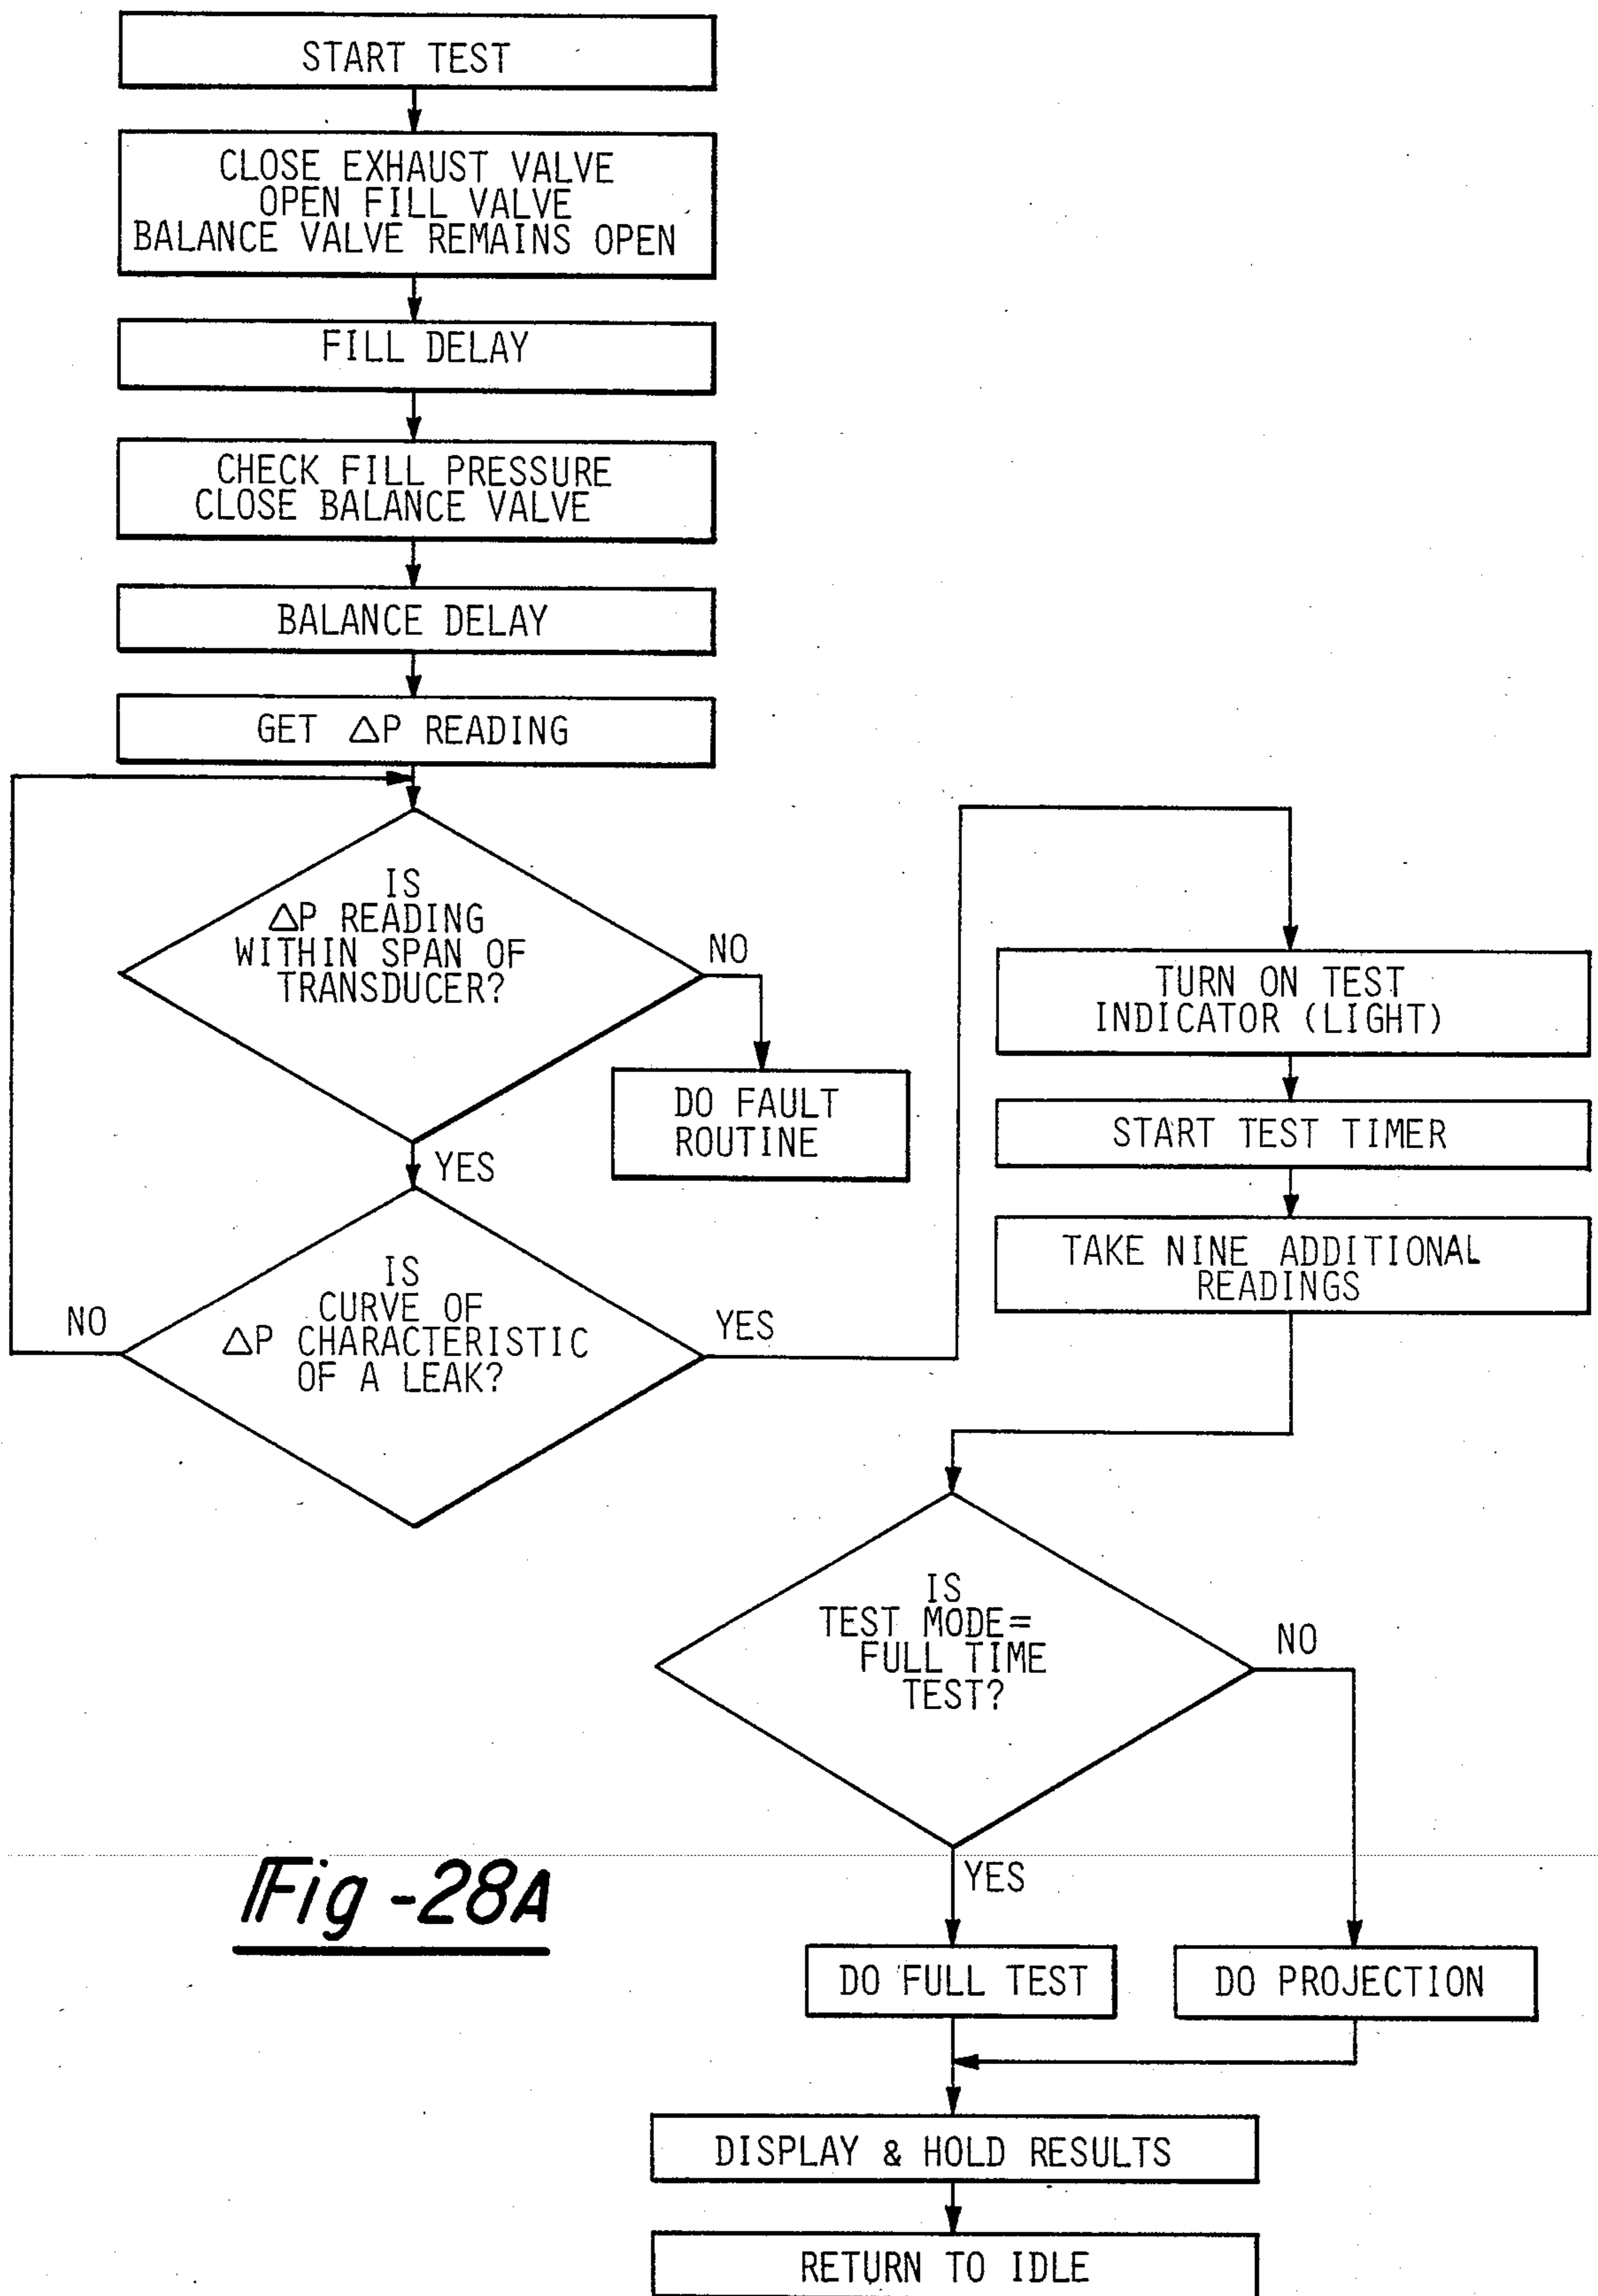 START TEST
CLOSE EXHAUST VALVE
OPEN FILL VALVE
BALANCE VALVE REMAINS OPEN
FILL DELAY
CHECK FILL PRESSURE
CLOSE BALANCE VALVE
BALANCE DELAY
GET △P READING
IS
△P READING
WITHIN SPAN OF
TRANSDUCER?
NO
DO FAULT
ROUTINE
YES
IS
CURVE OF
△P CHARACTERISTIC
OF A LEAK?
NO
YES
TURN ON TEST
INDICATOR (LIGHT)
START TEST TIMER
TAKE NINE ADDITIONAL
READINGS
IS
TEST MODE=
FULL TIME
TEST?
NO
YES
DO FULL TEST
DO PROJECTION
DISPLAY & HOLD RESULTS
RETURN TO IDLE
Fig-28A